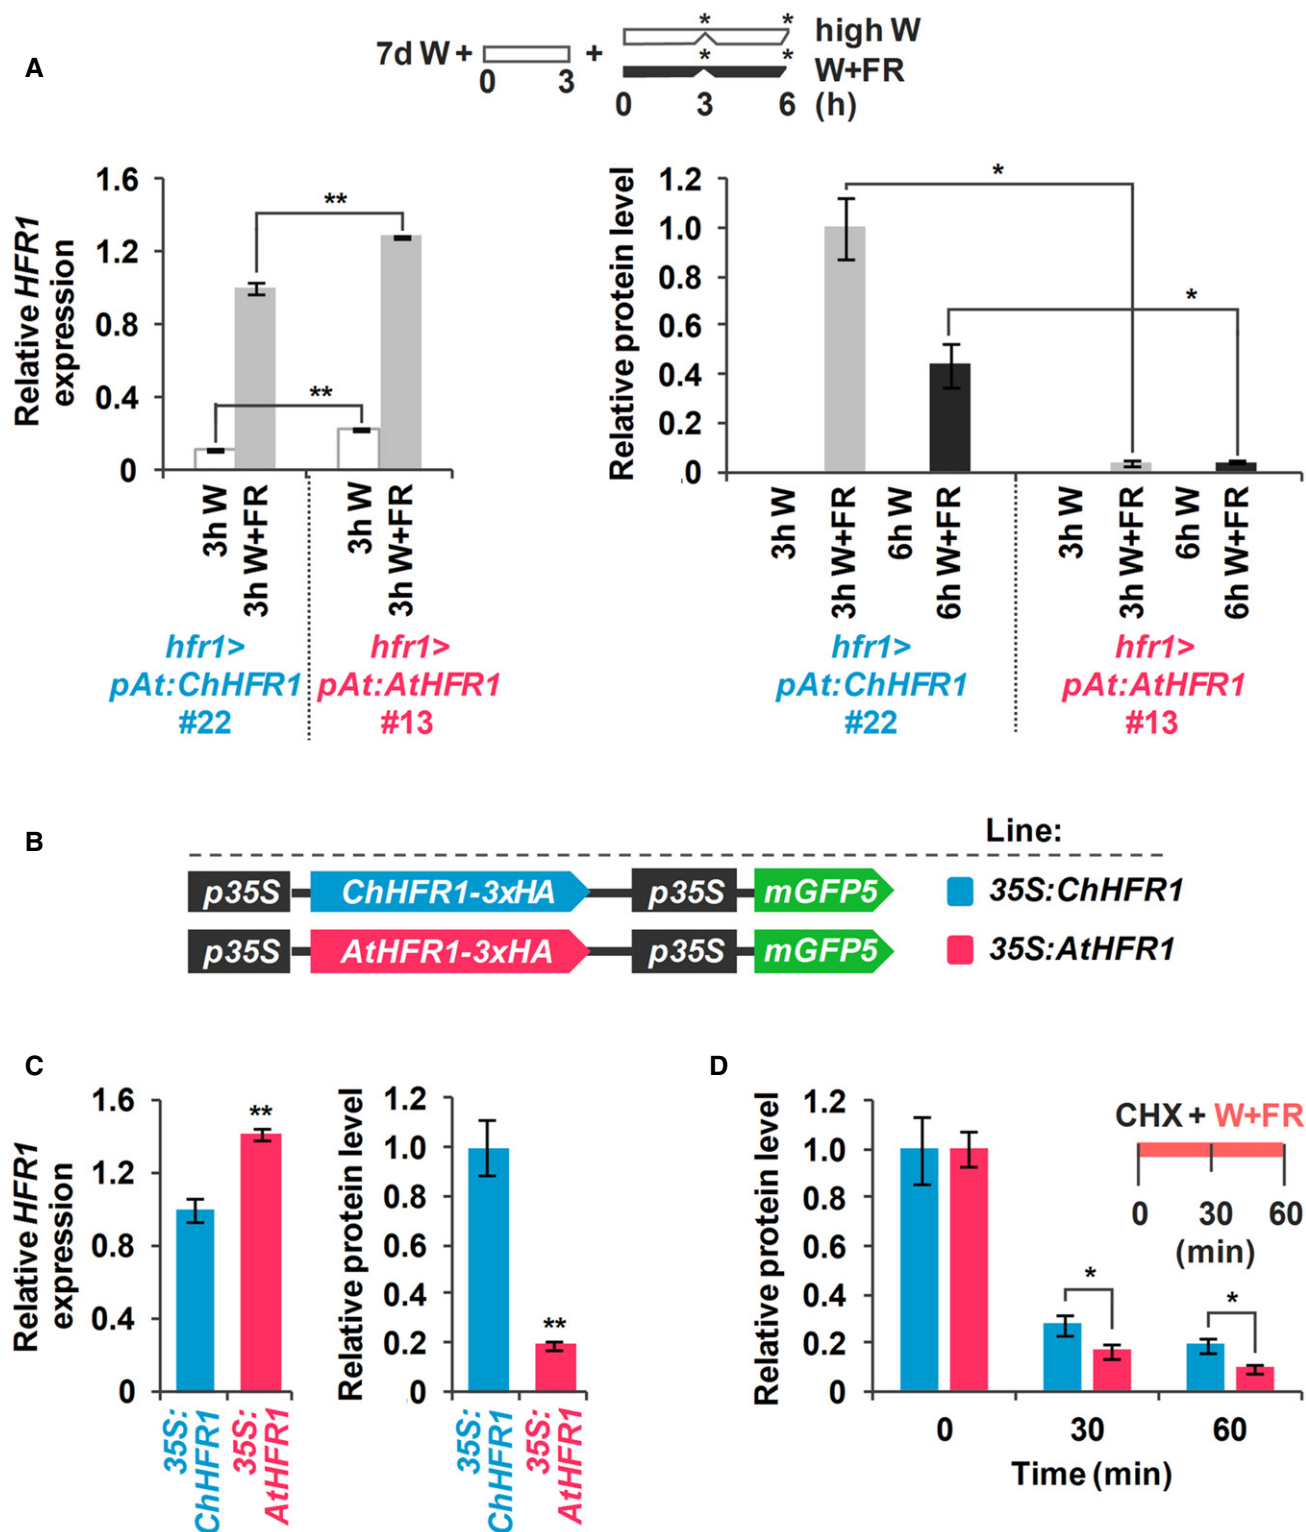 A
7d W +
0 3
+
* *
high W
* *
W+FR
0 3 6 (h)
Relative HFR1
expression
1.6
1.2
0.8
0.4
0
**
**
3h W
3h W+FR
3h W
3h W+FR
hfr1>
pAt:ChHFR1
#22
hfr1>
pAt:AtHFR1
#13
Relative protein level
1.2
1.0
0.8
0.6
0.4
0.2
0
*
*
3h W
3h W+FR
6h W
6h W+FR
3h W
3h W+FR
6h W
6h W+FR
hfr1>
pAt:ChHFR1
#22
hfr1>
pAt:AtHFR1
#13
B
Line:
p35S ChHFR1-3xHA p35S mGFP5 35S:ChHFR1
p35S AtHFR1-3xHA p35S mGFP5 35S:AtHFR1
C
Relative HFR1
expression
1.6
1.2
0.8
0.4
0
**
35S:
ChHFR1
35S:
AtHFR1
Relative protein level
1.2
1.0
0.8
0.6
0.4
0.2
0
**
35S:
ChHFR1
35S:
AtHFR1
D
Relative protein level
1.2
1.0
0.8
0.6
0.4
0.2
0
CHX + W+FR
0 30 60
(min)
*
*
0 30 60
Time (min)